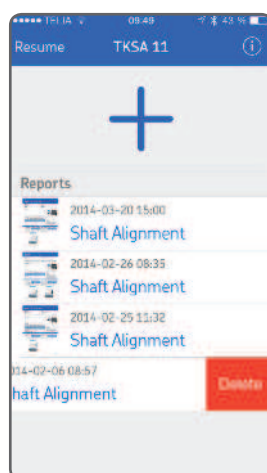 TELIA 09:49 43 %
Resume TKSA 11
Reports
2014-03-20 15:00
Shaft Alignment
2014-02-26 08:35
Shaft Alignment
2014-02-25 11:32
Shaft Alignment
014-02-06 08:57
haft Alignment Delete